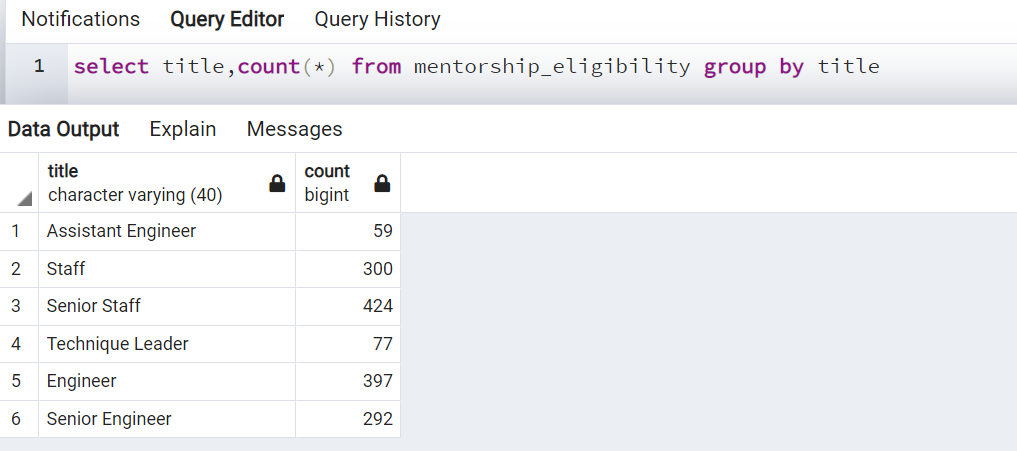 Notifications Query Editor Query History
1 select title,count(*) from mentorship_eligibility group by title
Data Output Explain Messages
title count
character varying (40) bigint
1 Assistant Engineer 59
2 Staff 300
3 Senior Staff 424
4 Technique Leader 77
5 Engineer 397
6 Senior Engineer 292